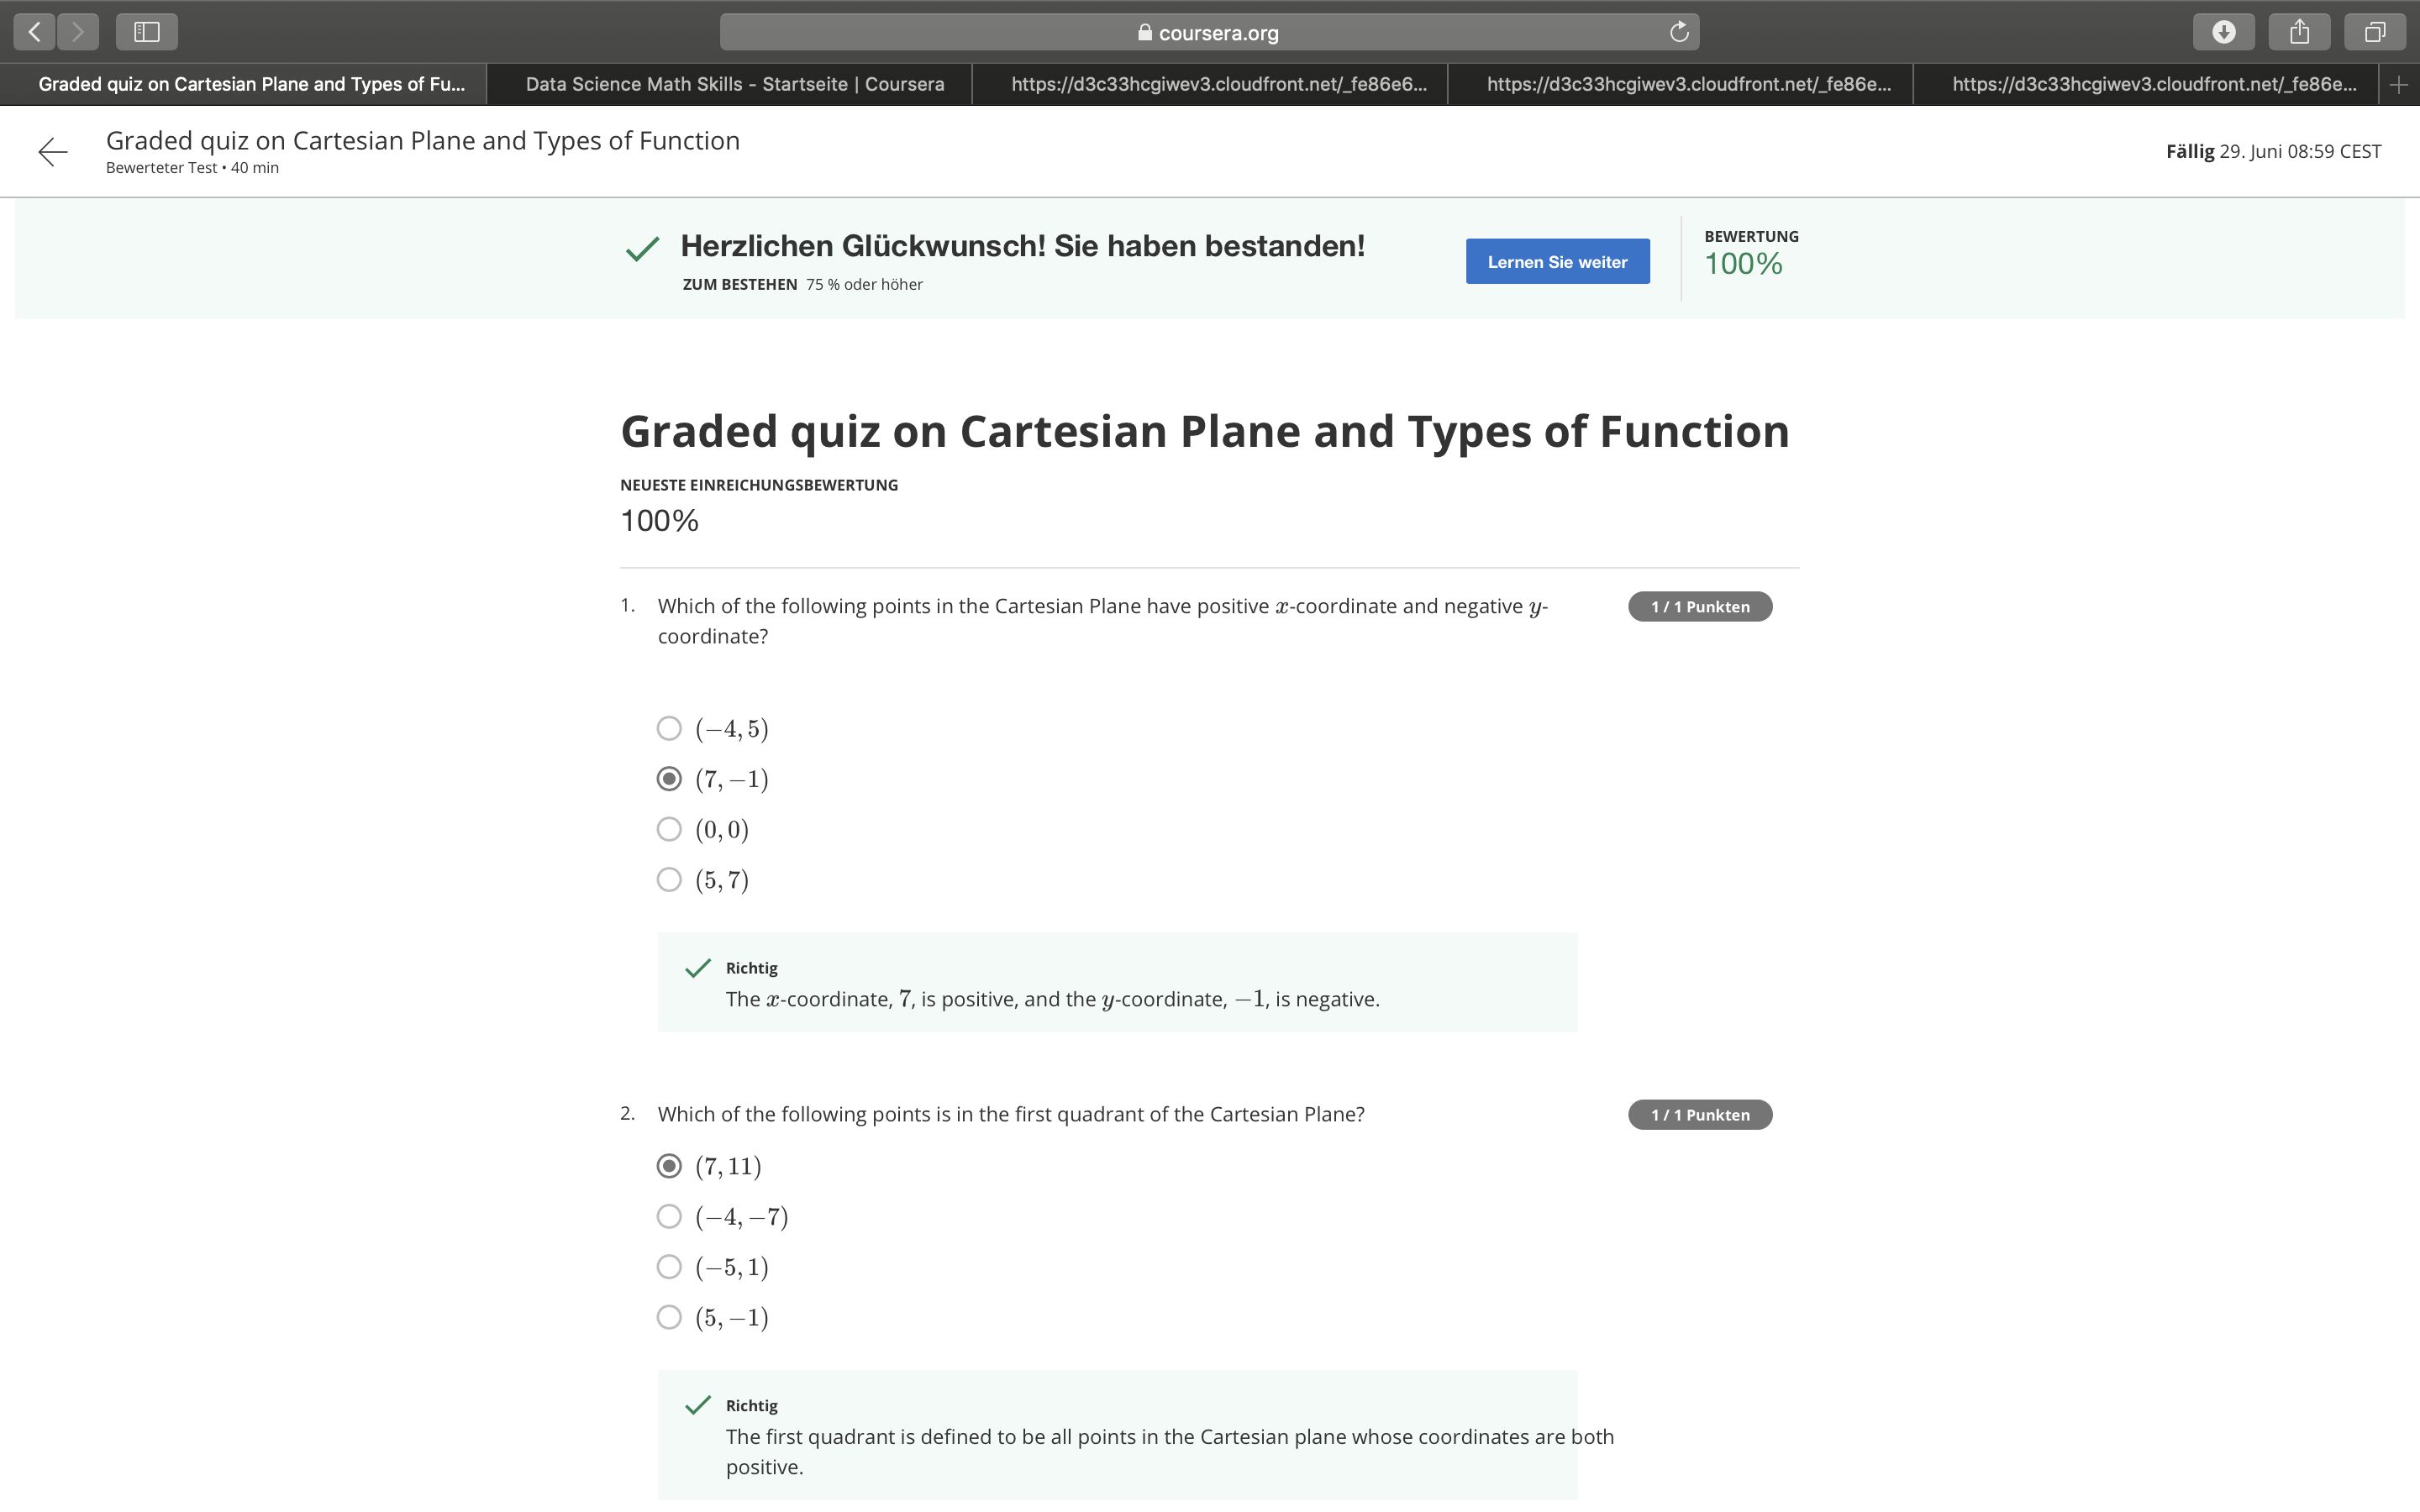 coursera.org
Graded quiz on Cartesian Plane and Types of Fu...
Data Science Math Skills - Startseite | Coursera
https://d3c33hcgiwev3.cloudfront.net/_fe86e6...
https://d3c33hcgiwev3.cloudfront.net/_fe86e...
https://d3c33hcgiwev3.cloudfront.net/_fe86e...
Graded quiz on Cartesian Plane and Types of Function
Bewerteter Test • 40 min
Fällig 29. Juni 08:59 CEST
Herzlichen Glückwunsch! Sie haben bestanden!
ZUM BESTEHEN 75 % oder höher
Lernen Sie weiter
BEWERTUNG
100%
Graded quiz on Cartesian Plane and Types of Function
NEUESTE EINREICHUNGSBEWERTUNG
100%
1. Which of the following points in the Cartesian Plane have positive x-coordinate and negative y-
coordinate?
1 / 1 Punkten
(−4, 5)
(7, −1)
(0, 0)
(5, 7)
Richtig
The x-coordinate, 7, is positive, and the y-coordinate, −1, is negative.
2. Which of the following points is in the first quadrant of the Cartesian Plane?
1 / 1 Punkten
(7, 11)
(−4, −7)
(−5, 1)
(5, −1)
Richtig
The first quadrant is defined to be all points in the Cartesian plane whose coordinates are both
positive.